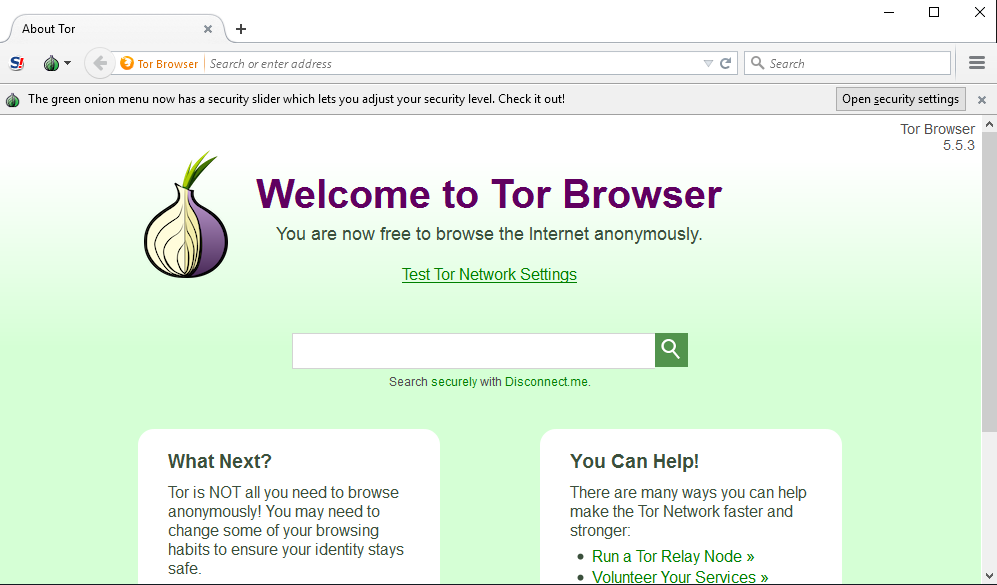 About Tor
S!
Tor Browser Search or enter address
Search
The green onion menu now has a security slider which lets you adjust your security level. Check it out!
Open security settings
Tor Browser
5.5.3
Welcome to Tor Browser
You are now free to browse the Internet anonymously.
Test Tor Network Settings
Search securely with Disconnect.me.
What Next?
Tor is NOT all you need to browse
anonymously! You may need to
change some of your browsing
habits to ensure your identity stays
safe.
You Can Help!
There are many ways you can help
make the Tor Network faster and
stronger:
Run a Tor Relay Node »
Volunteer Your Services »